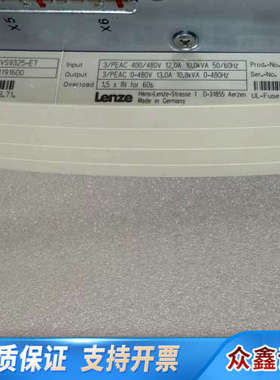 X5
X6
VS9325-ET
Input 3/PEAC 400/480V 12,0A 10,0kVA 50/60Hz
Output 3/PEAC 0-480V 13,0A 10,8kVA 0-480Hz
Overload 1,5 x IN for 60s
191600
Lenze
Hans-Lenze-Strasse 1 D-31855 Aerzen
Made in Germany
Prod.
Ser.-No.
UL-Fuse
质保证 支持开票
众鑫